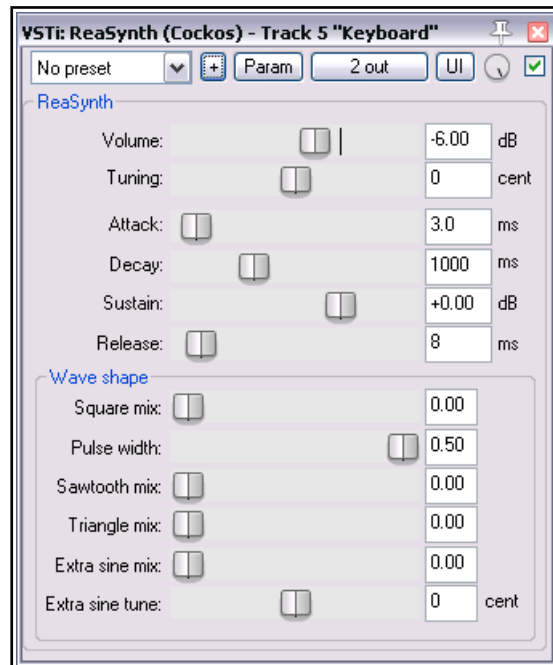 VSTi: ReaSynth (Cockos) - Track 5 "Keyboard"
No preset + Param 2 out UI
ReaSynth
Volume: -6.00 dB
Tuning: 0 cent
Attack: 3.0 ms
Decay: 1000 ms
Sustain: +0.00 dB
Release: 8 ms
Wave shape
Square mix: 0.00
Pulse width: 0.50
Sawtooth mix: 0.00
Triangle mix: 0.00
Extra sine mix: 0.00
Extra sine tune: 0 cent